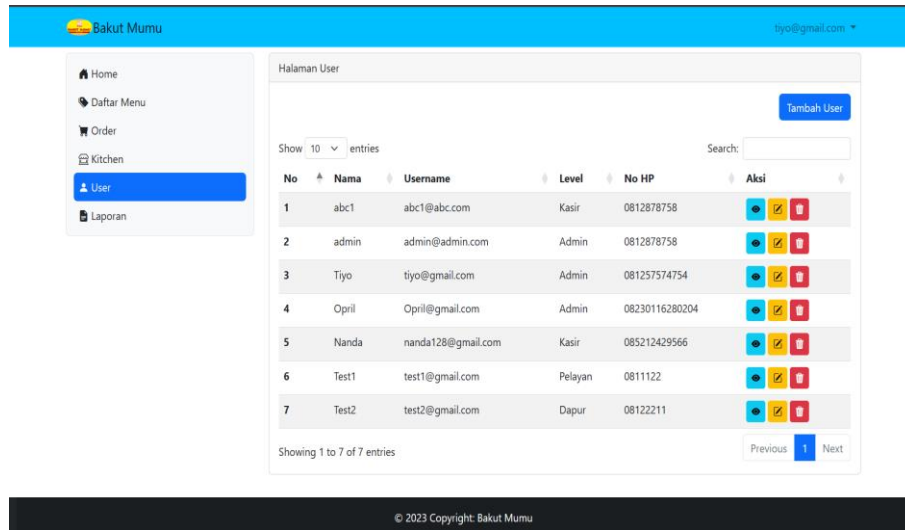 Bakut Mumu
tiyo@gmail.com
Home
Daftar Menu
Order
Kitchen
User
Laporan
Halaman User
Tambah User
Show 10 entries
Search:
No Nama Username Level No HP Aksi
1 abc1 abc1@abc.com Kasir 0812878758
2 admin admin@admin.com Admin 0812878758
3 Tiyo tiyo@gmail.com Admin 081257574754
4 Opril Opril@gmail.com Admin 08230116280204
5 Nanda nanda128@gmail.com Kasir 085212429566
6 Test1 test1@gmail.com Pelayan 0811122
7 Test2 test2@gmail.com Dapur 08122211
Showing 1 to 7 of 7 entries
Previous 1 Next
© 2023 Copyright: Bakut Mumu